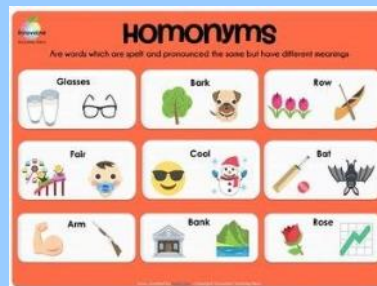 Homonyms
Are words which are spelt and pronounced the same but have different meanings
Glasses
Bark
Row
Fair
Cool
Bat
Arm
Bank
Rose